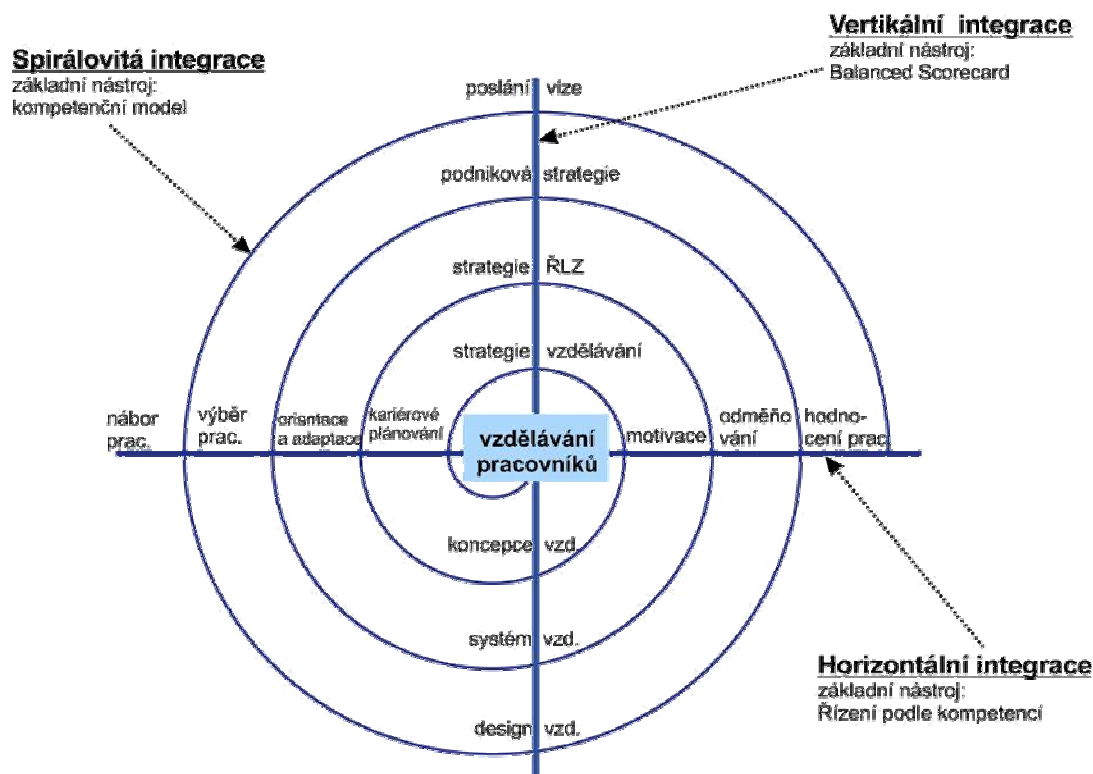 Vertikální integrace
základní nástroj:
Balanced Scorecard
Spirálovitá integrace
základní nástroj:
kompetenční model
poslání vize
podniková strategie
strategie ŘLZ
strategie vzdělávání
nábor
prac.
výběr
prac.
orientace
a adaptace
kariérové
plánování
vzdělávání
pracovníků
motivace
odměňo
vání
hodno-
cení prac.
koncepce vzd.
systém vzd.
design vzd.
Horizontální integrace
základní nástroj:
Řízení podle kompetencí